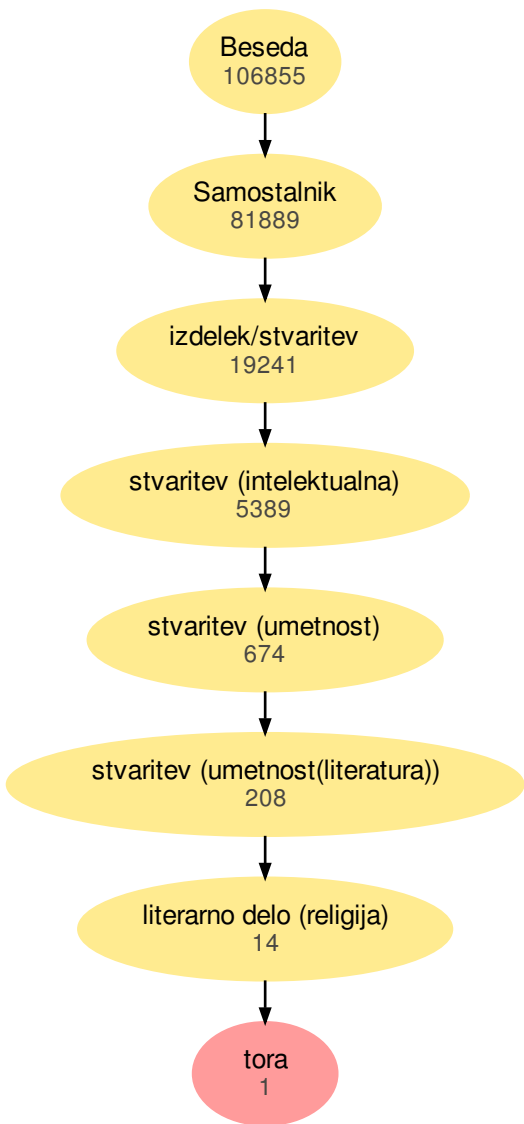 Beseda
106855
Samostalnik
81889
izdelek/stvaritev
19241
stvaritev (intelektualna)
5389
stvaritev (umetnost)
674
stvaritev (umetnost(literatura))
208
literarno delo (religija)
14
tora
1